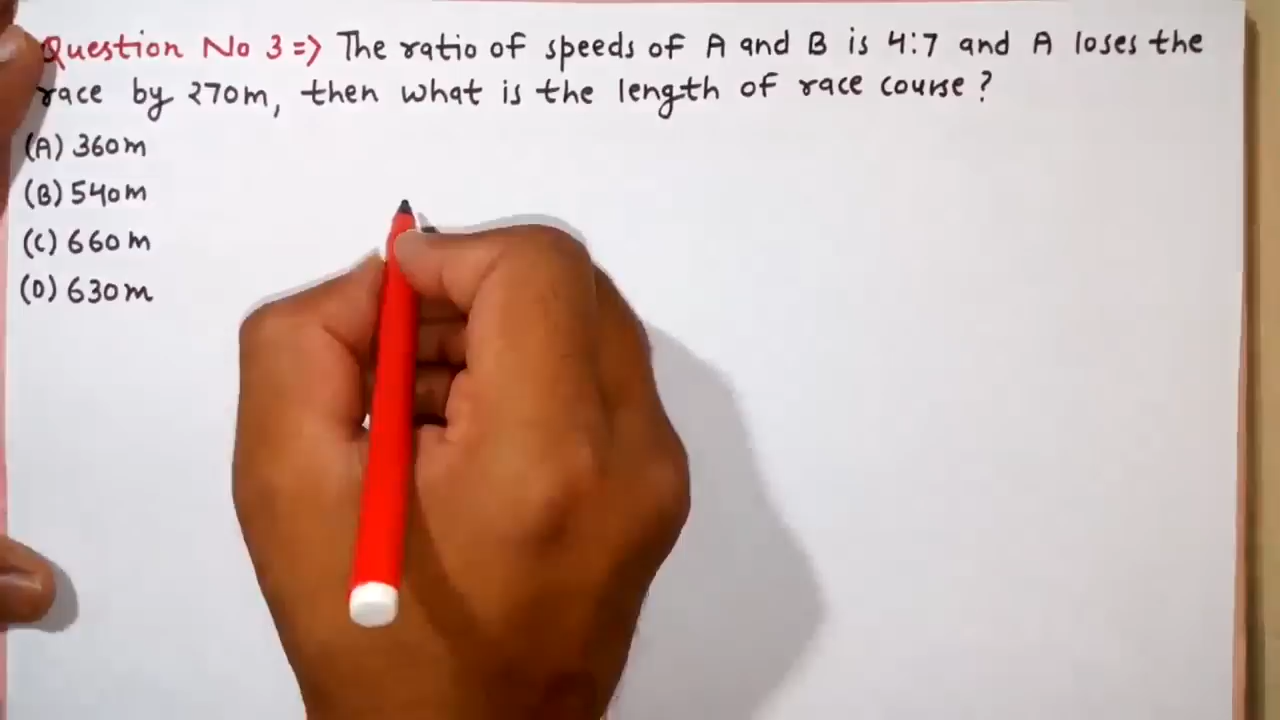 Question No 3 => The ratio of speeds of A and B is 4:7 and A loses the
race by 270m, then what is the length of race course ?
(A) 360m
(B) 540m
(C) 660m
(D) 630m